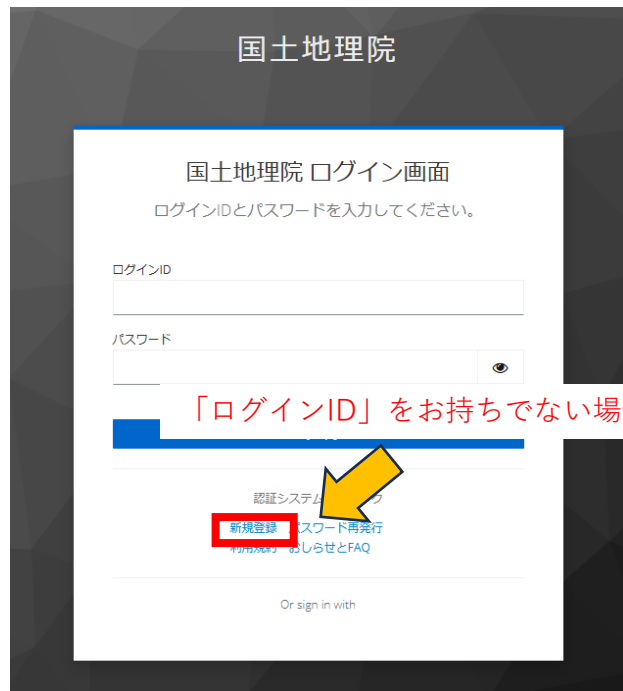 国土地理院
国土地理院 ログイン画面
ログインIDとパスワードを入力してください。
ログインID
パスワード
「ログインID」をお持ちでない場
認証システム
新規登録 パスワード再発行
利用規約 おしらせとFAQ
Or sign in with